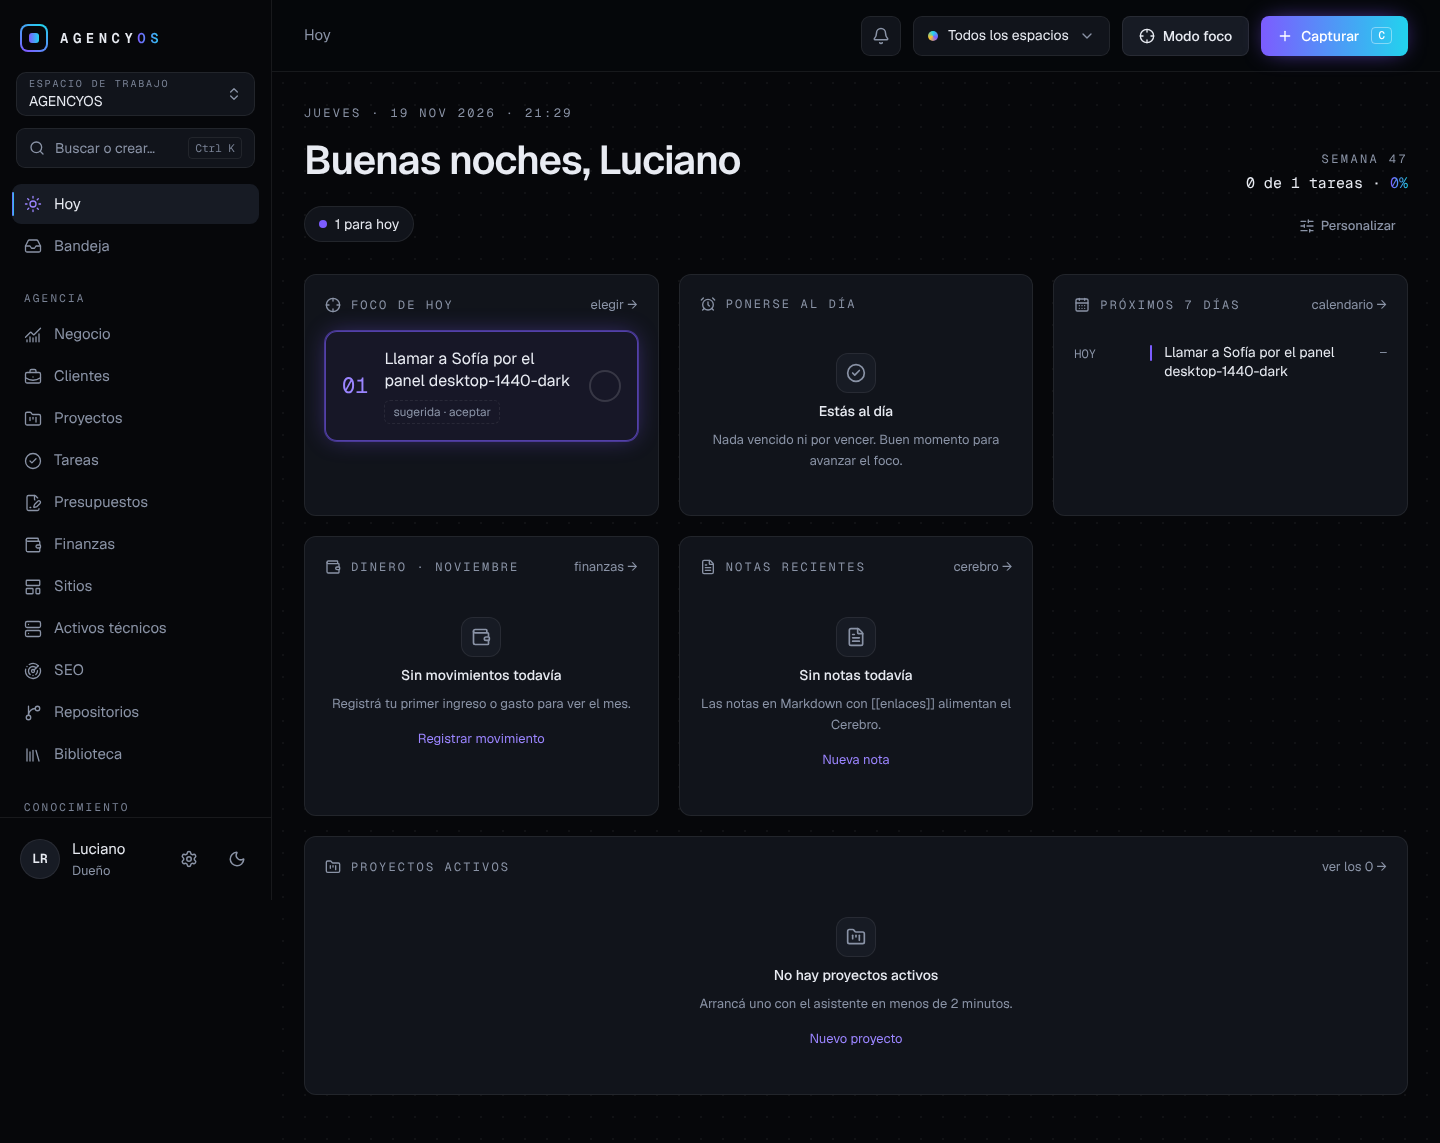 AGENCYOS
ESPACIO DE TRABAJO
AGENCYOS
Buscar o crear...
Ctrl K
Hoy
Bandeja
AGENCIA
Negocio
Clientes
Proyectos
Tareas
Presupuestos
Finanzas
Sitios
Activos técnicos
SEO
Repositorios
Biblioteca
CONOCIMIENTO
LR
Luciano
Dueño
Hoy
Todos los espacios
Modo foco
Capturar
C
JUEVES · 19 NOV 2026 · 21:29
Buenas noches, Luciano
SEMANA 47
0 de 1 tareas · 0%
1 para hoy
Personalizar
FOCO DE HOY
elegir →
01
Llamar a Sofía por el
panel desktop-1440-dark
sugerida · aceptar
PONERSE AL DÍA
Estás al día
Nada vencido ni por vencer. Buen momento para
avanzar el foco.
PRÓXIMOS 7 DÍAS
calendario →
HOY
Llamar a Sofía por el panel
desktop-1440-dark
—
DINERO · NOVIEMBRE
finanzas →
Sin movimientos todavía
Registrá tu primer ingreso o gasto para ver el mes.
Registrar movimiento
NOTAS RECIENTES
cerebro →
Sin notas todavía
Las notas en Markdown con [[enlaces]] alimentan el
Cerebro.
Nueva nota
PROYECTOS ACTIVOS
ver los 0 →
No hay proyectos activos
Arrancá uno con el asistente en menos de 2 minutos.
Nuevo proyecto